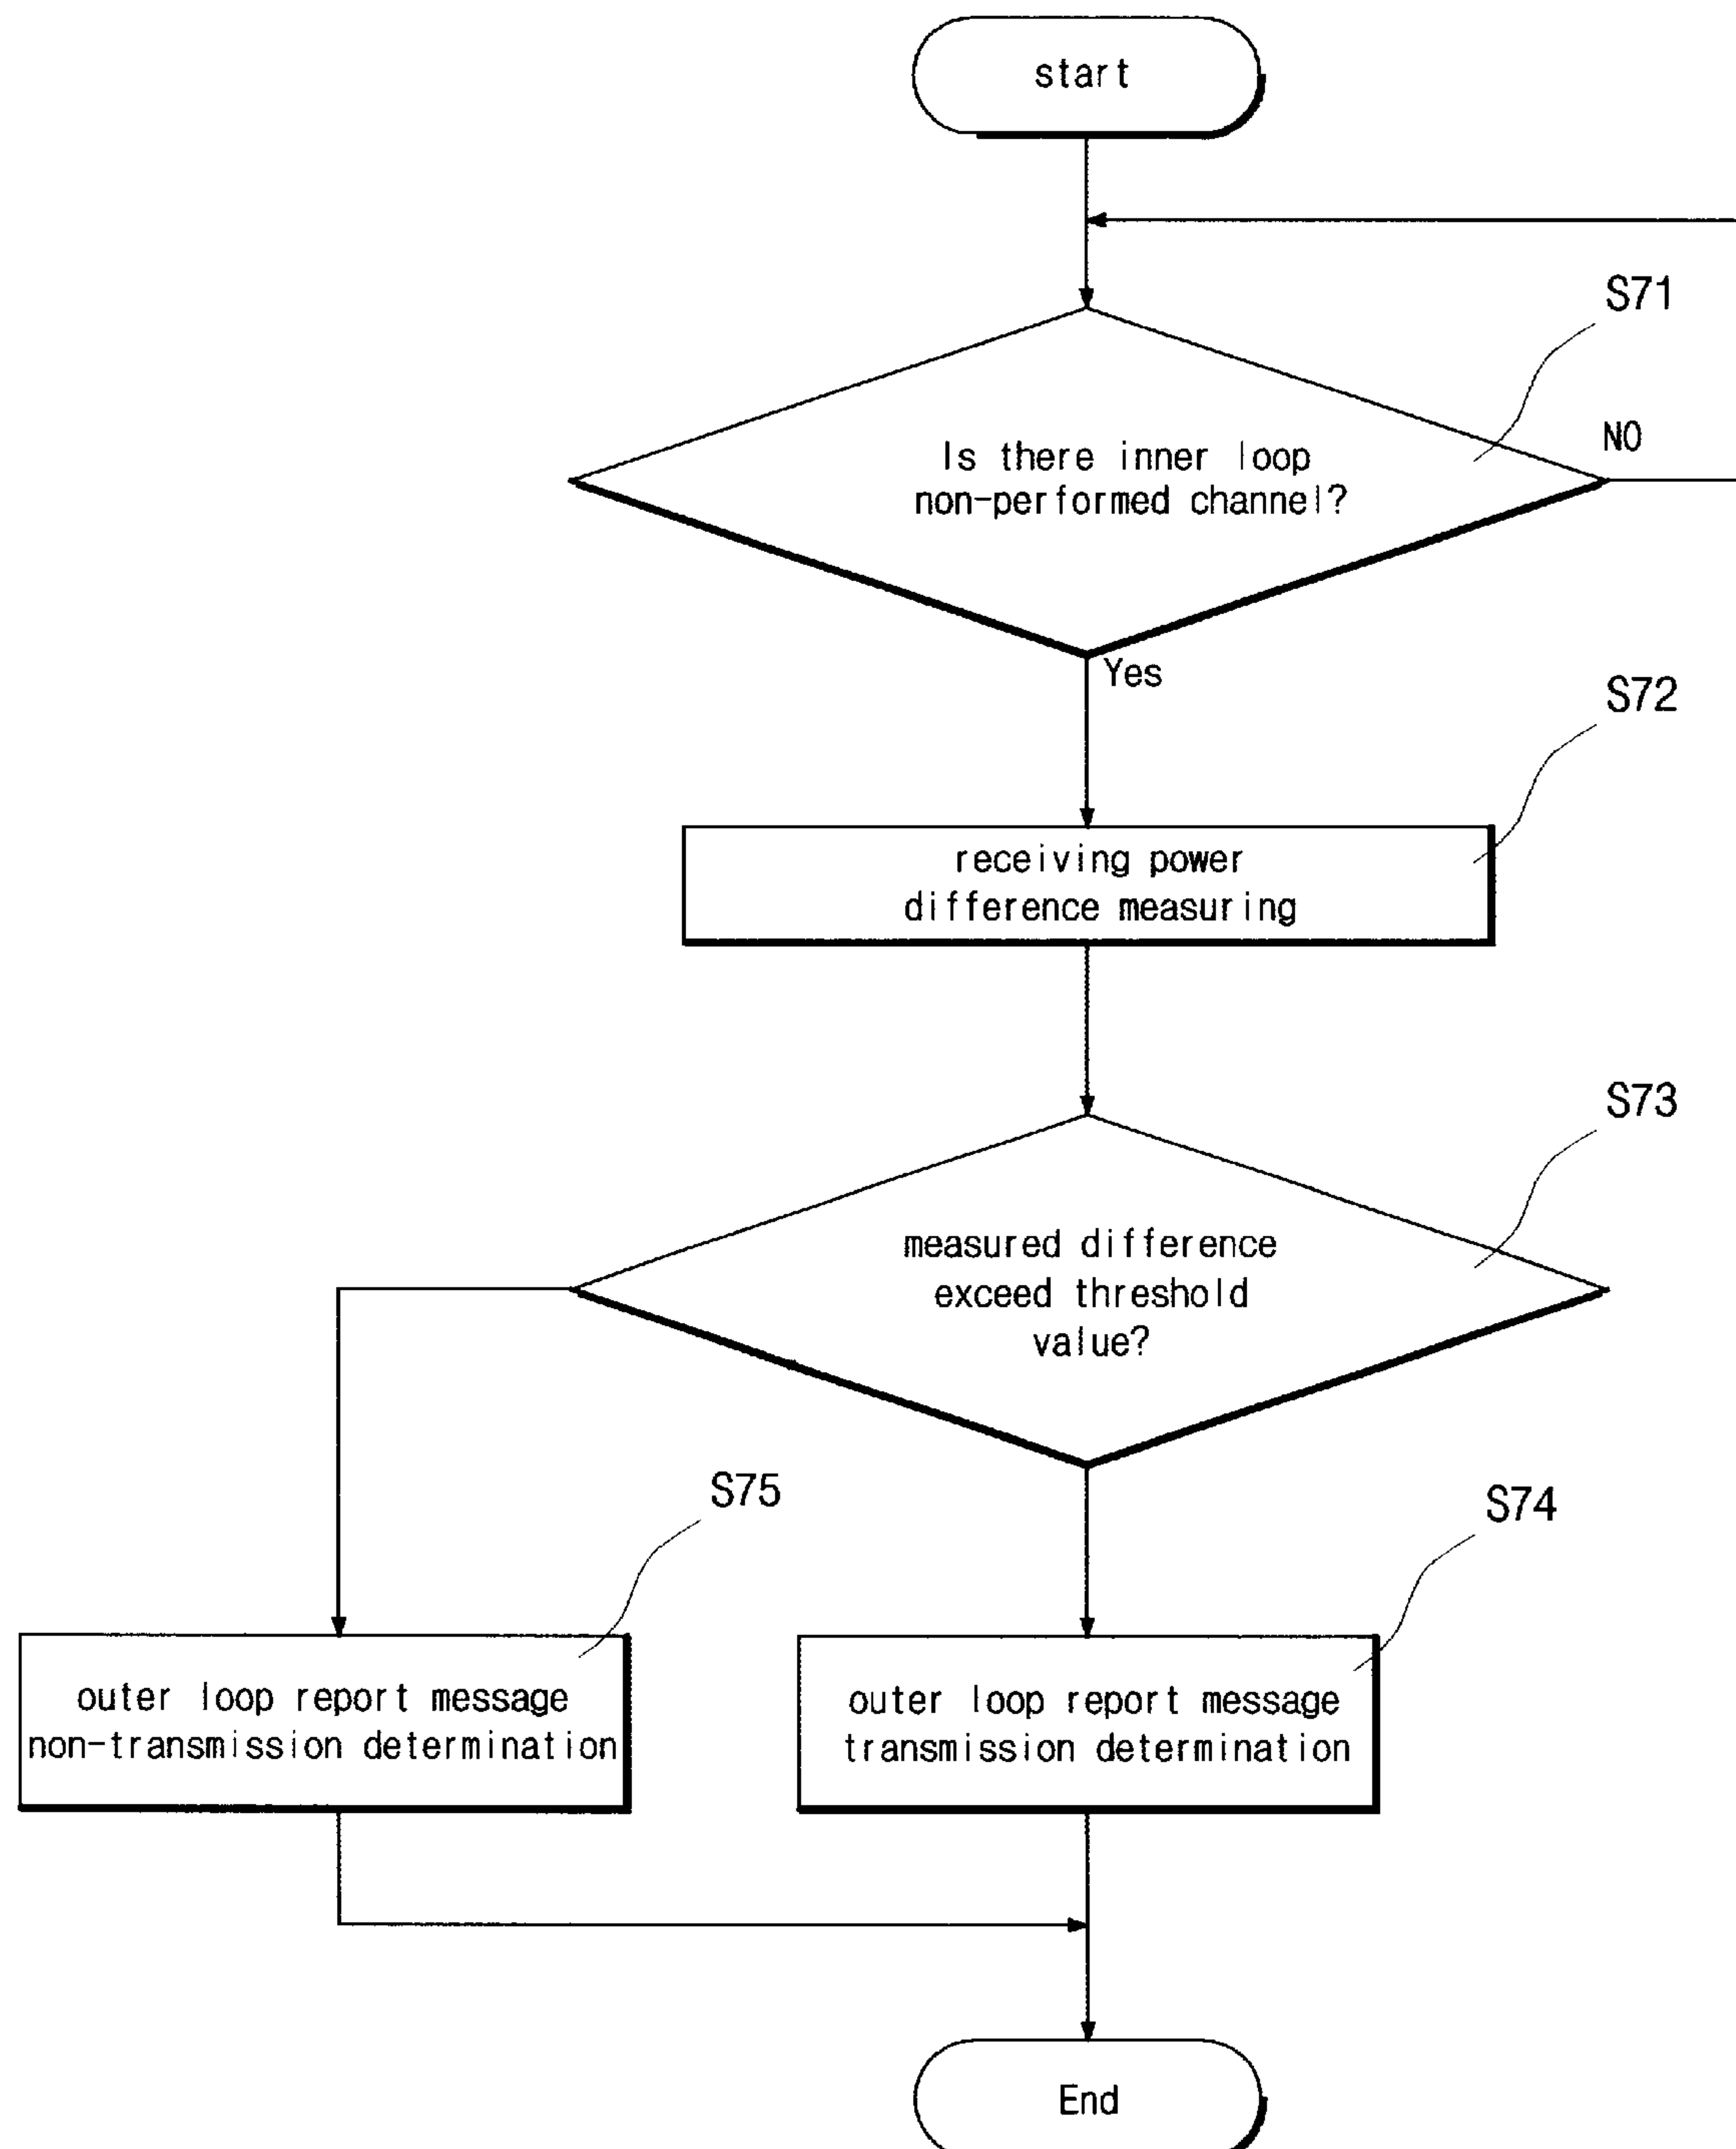 start
S71
Is there inner loop
non-performed channel?
NO
Yes
S72
receiving power
difference measuring
S73
measured difference
exceed threshold
value?
S75
S74
outer loop report message
non-transmission determination
outer loop report message
transmission determination
End